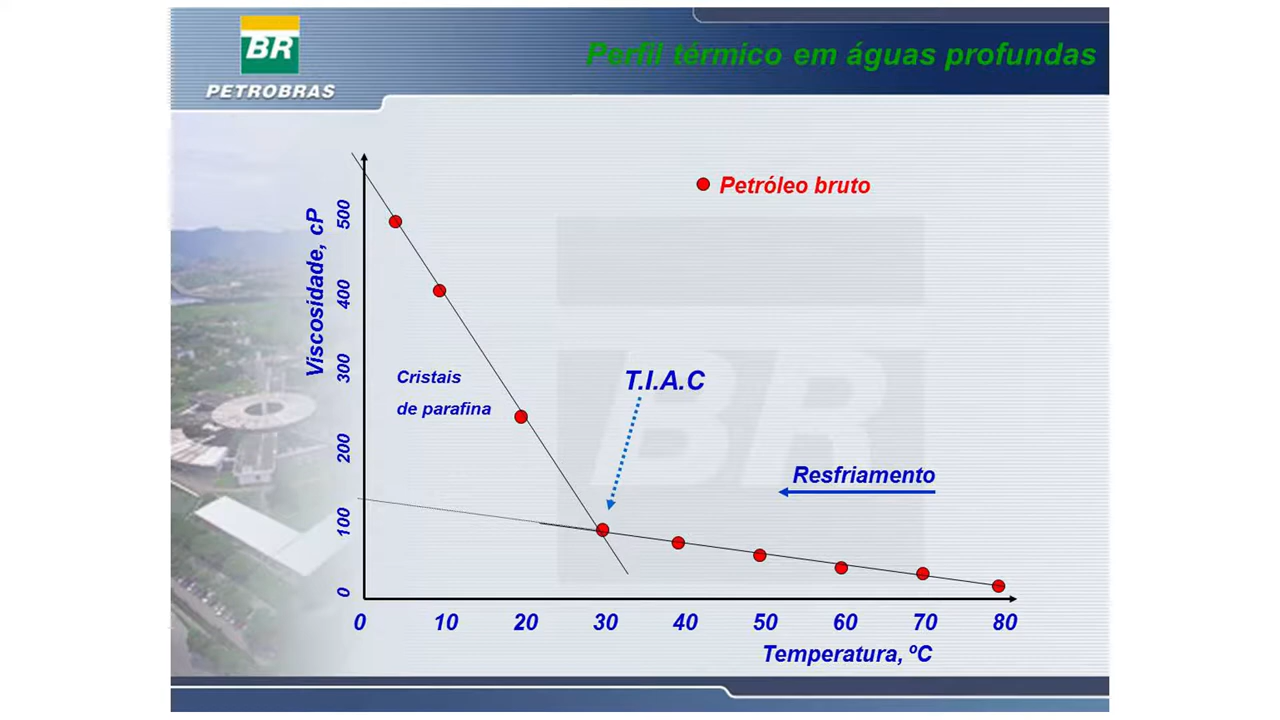 BR
PETROBRAS
Perfil térmico em águas profundas
Petróleo bruto
Viscosidade, cP
500
400
300
200
100
0
Cristais
de parafina
T.I.A.C
Resfriamento
BR
0 10 20 30 40 50 60 70 80
Temperatura, ºC